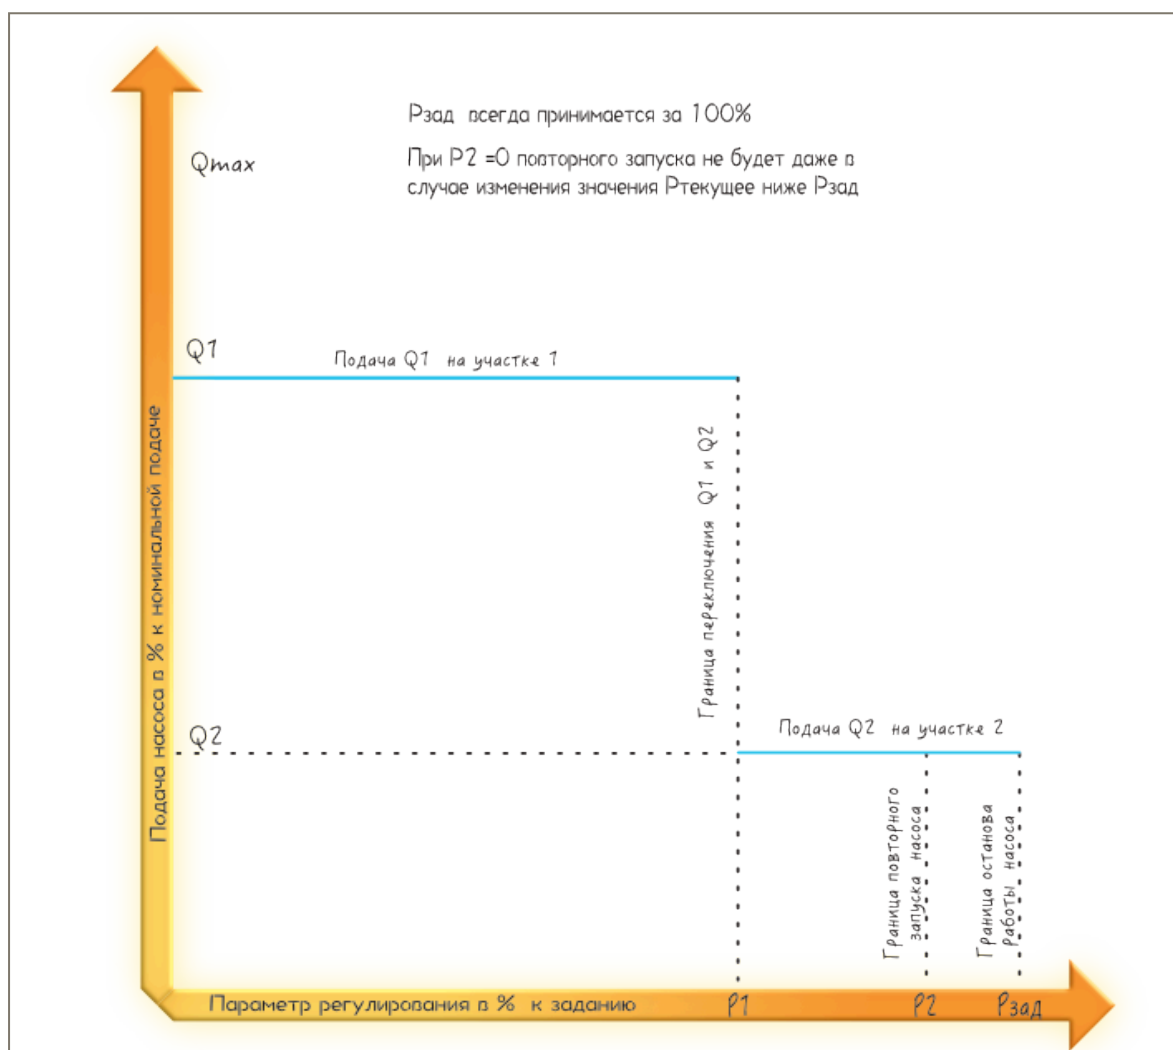 Рзад всегда принимается за 100%
При Р2 =0 повторного запуска не будет даже в
случае изменения значения Ртекущее ниже Рзад
Qmax
Q1
Подача Q1 на участке 1
Граница переключения Q1 и Q2
Подача насоса в % к номинальной подаче
Q2
Подача Q2 на участке 2
Граница повторного
запуска насоса
Граница останова
Работы насоса
Параметр регулирования в % к заданию
Р1
Р2
Рзад